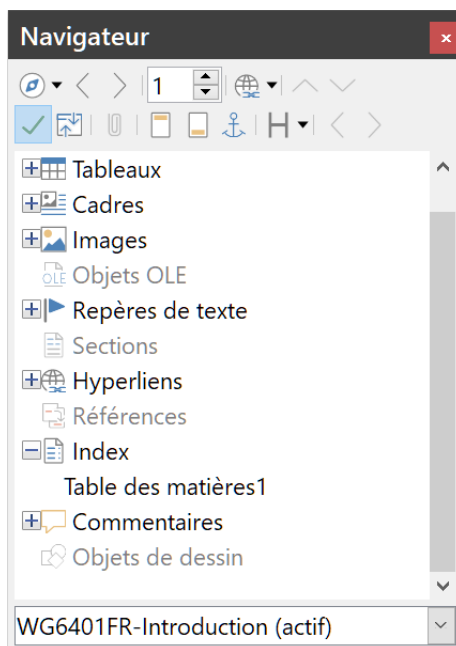 Navigateur
1
Tableaux
Cadres
Images
OLE Objets OLE
Repères de texte
Sections
Hyperliens
Références
Index
Table des matières1
Commentaires
Objets de dessin
WG6401FR-Introduction (actif)